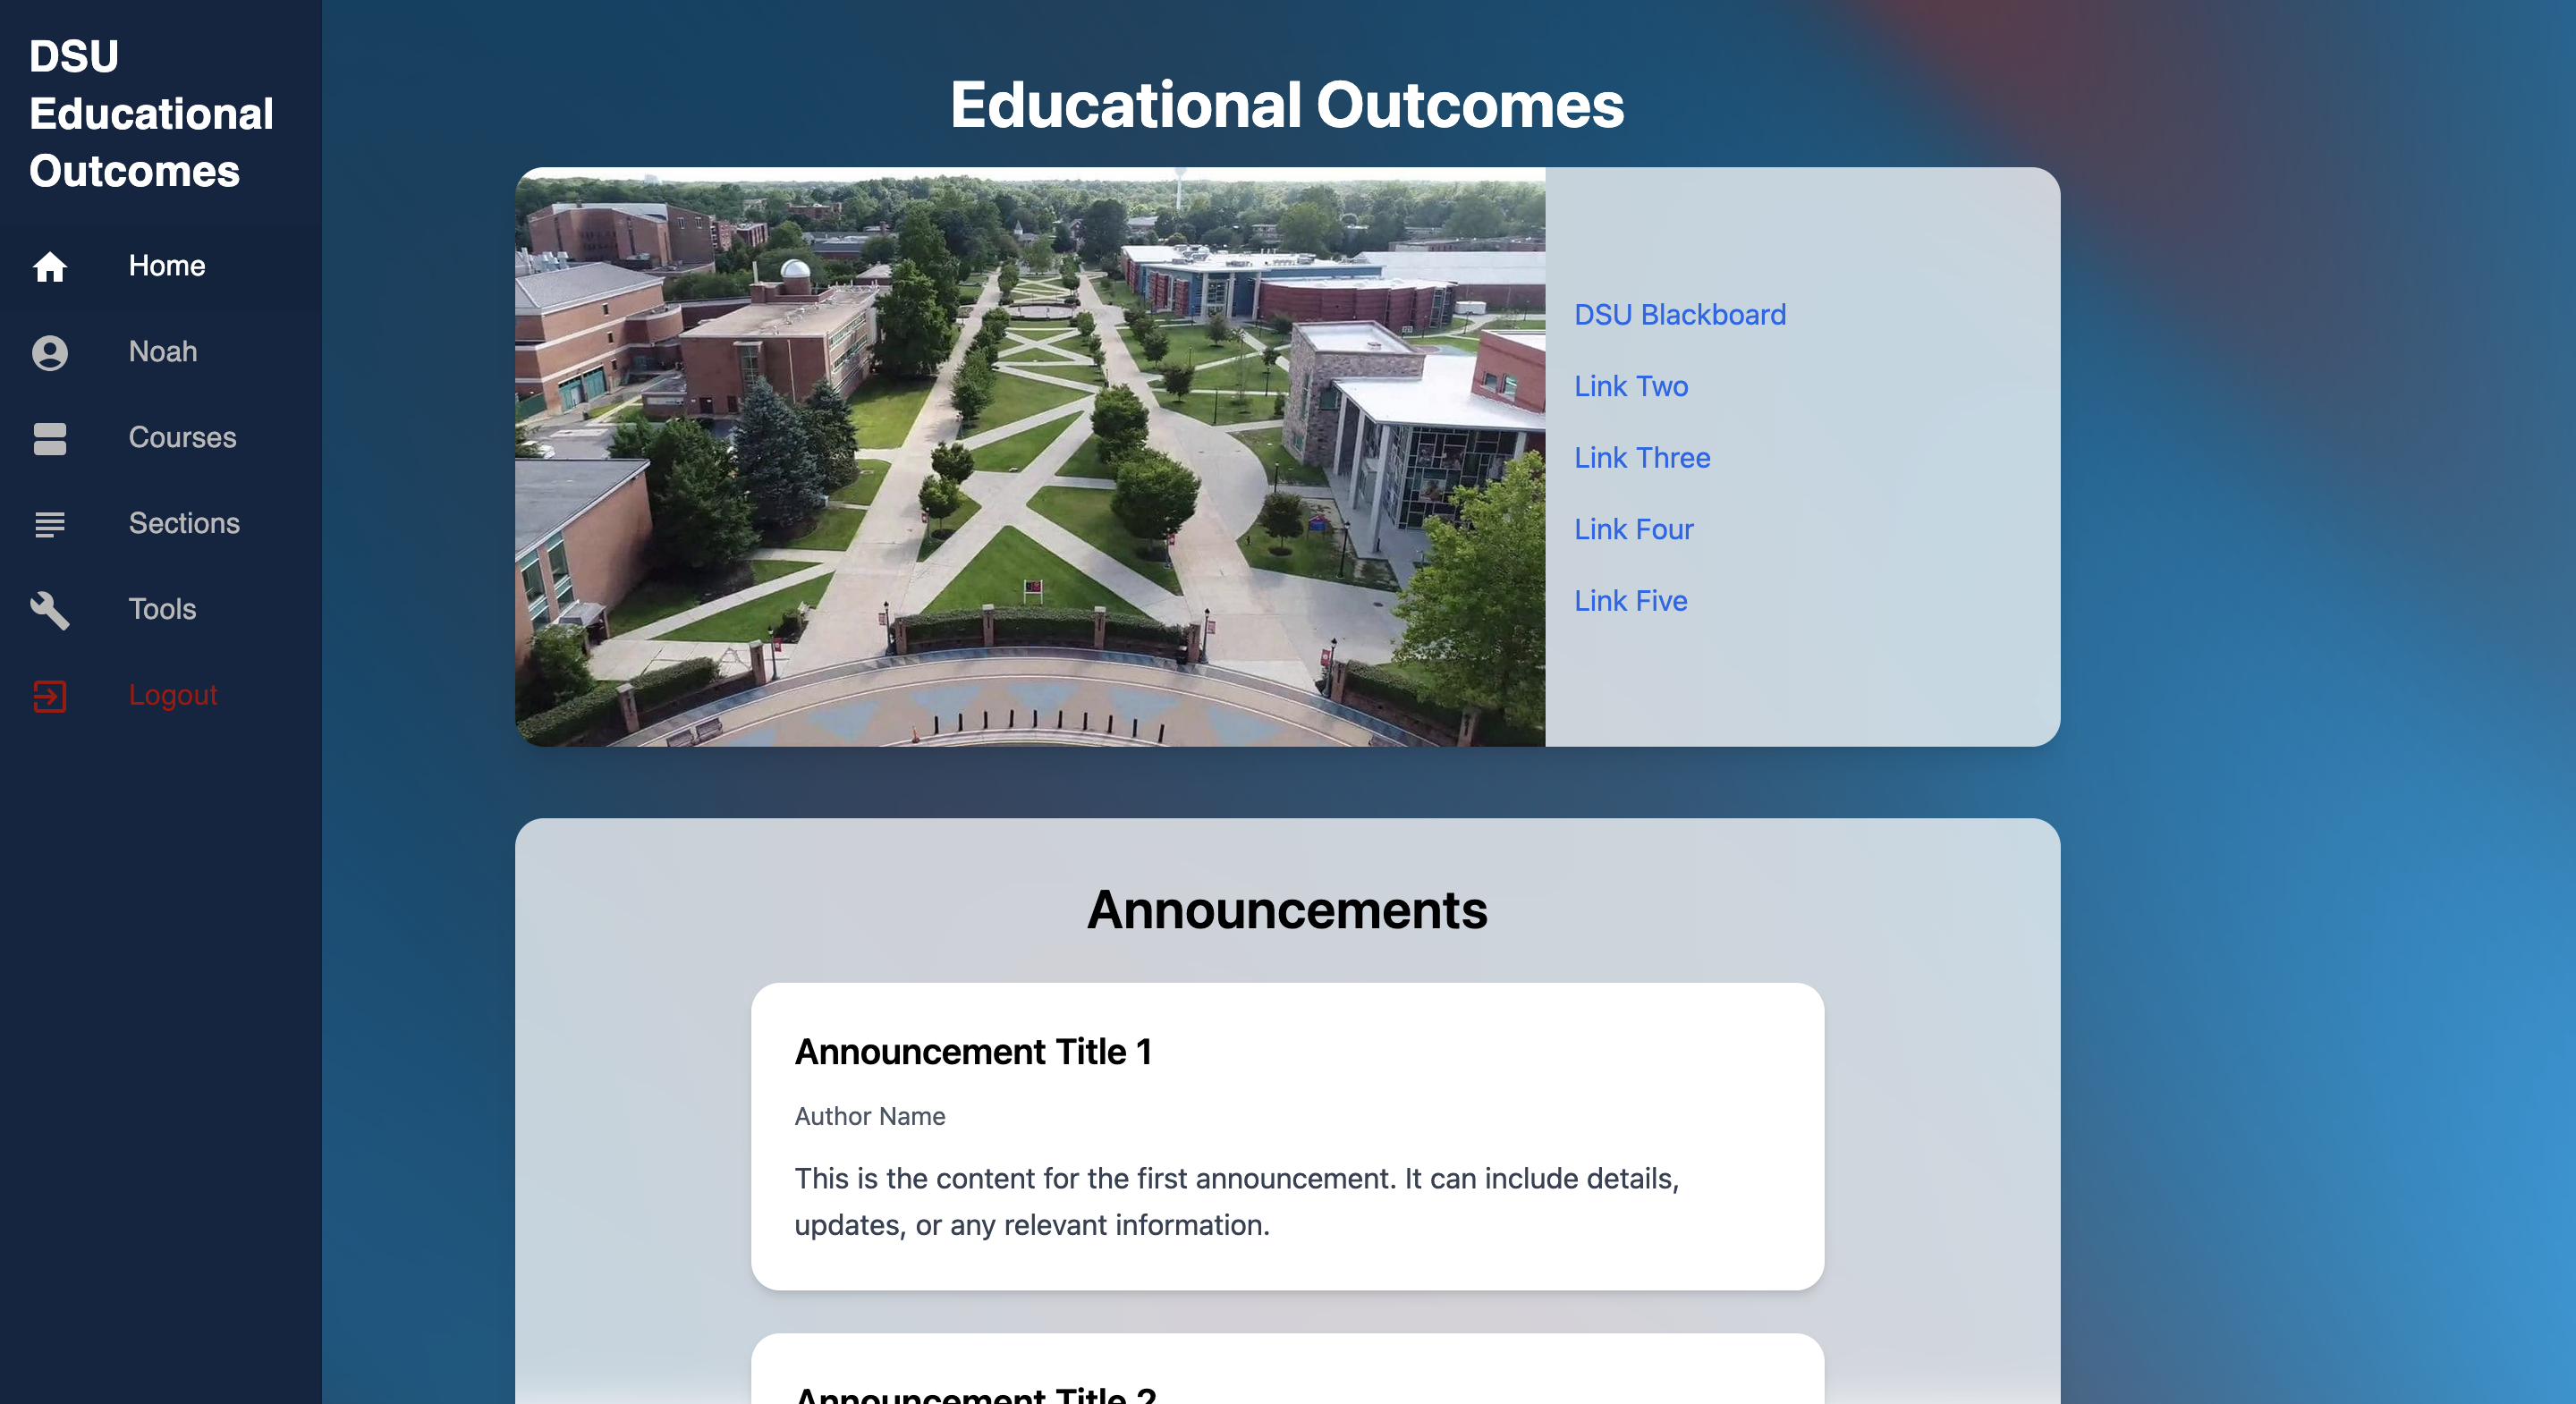 DSU
Educational
Outcomes
Home
Noah
Courses
Sections
Tools
Logout
Educational Outcomes
DSU Blackboard
Link Two
Link Three
Link Four
Link Five
Announcements
Announcement Title 1
Author Name
This is the content for the first announcement. It can include details,
updates, or any relevant information.
Announcement Title 2